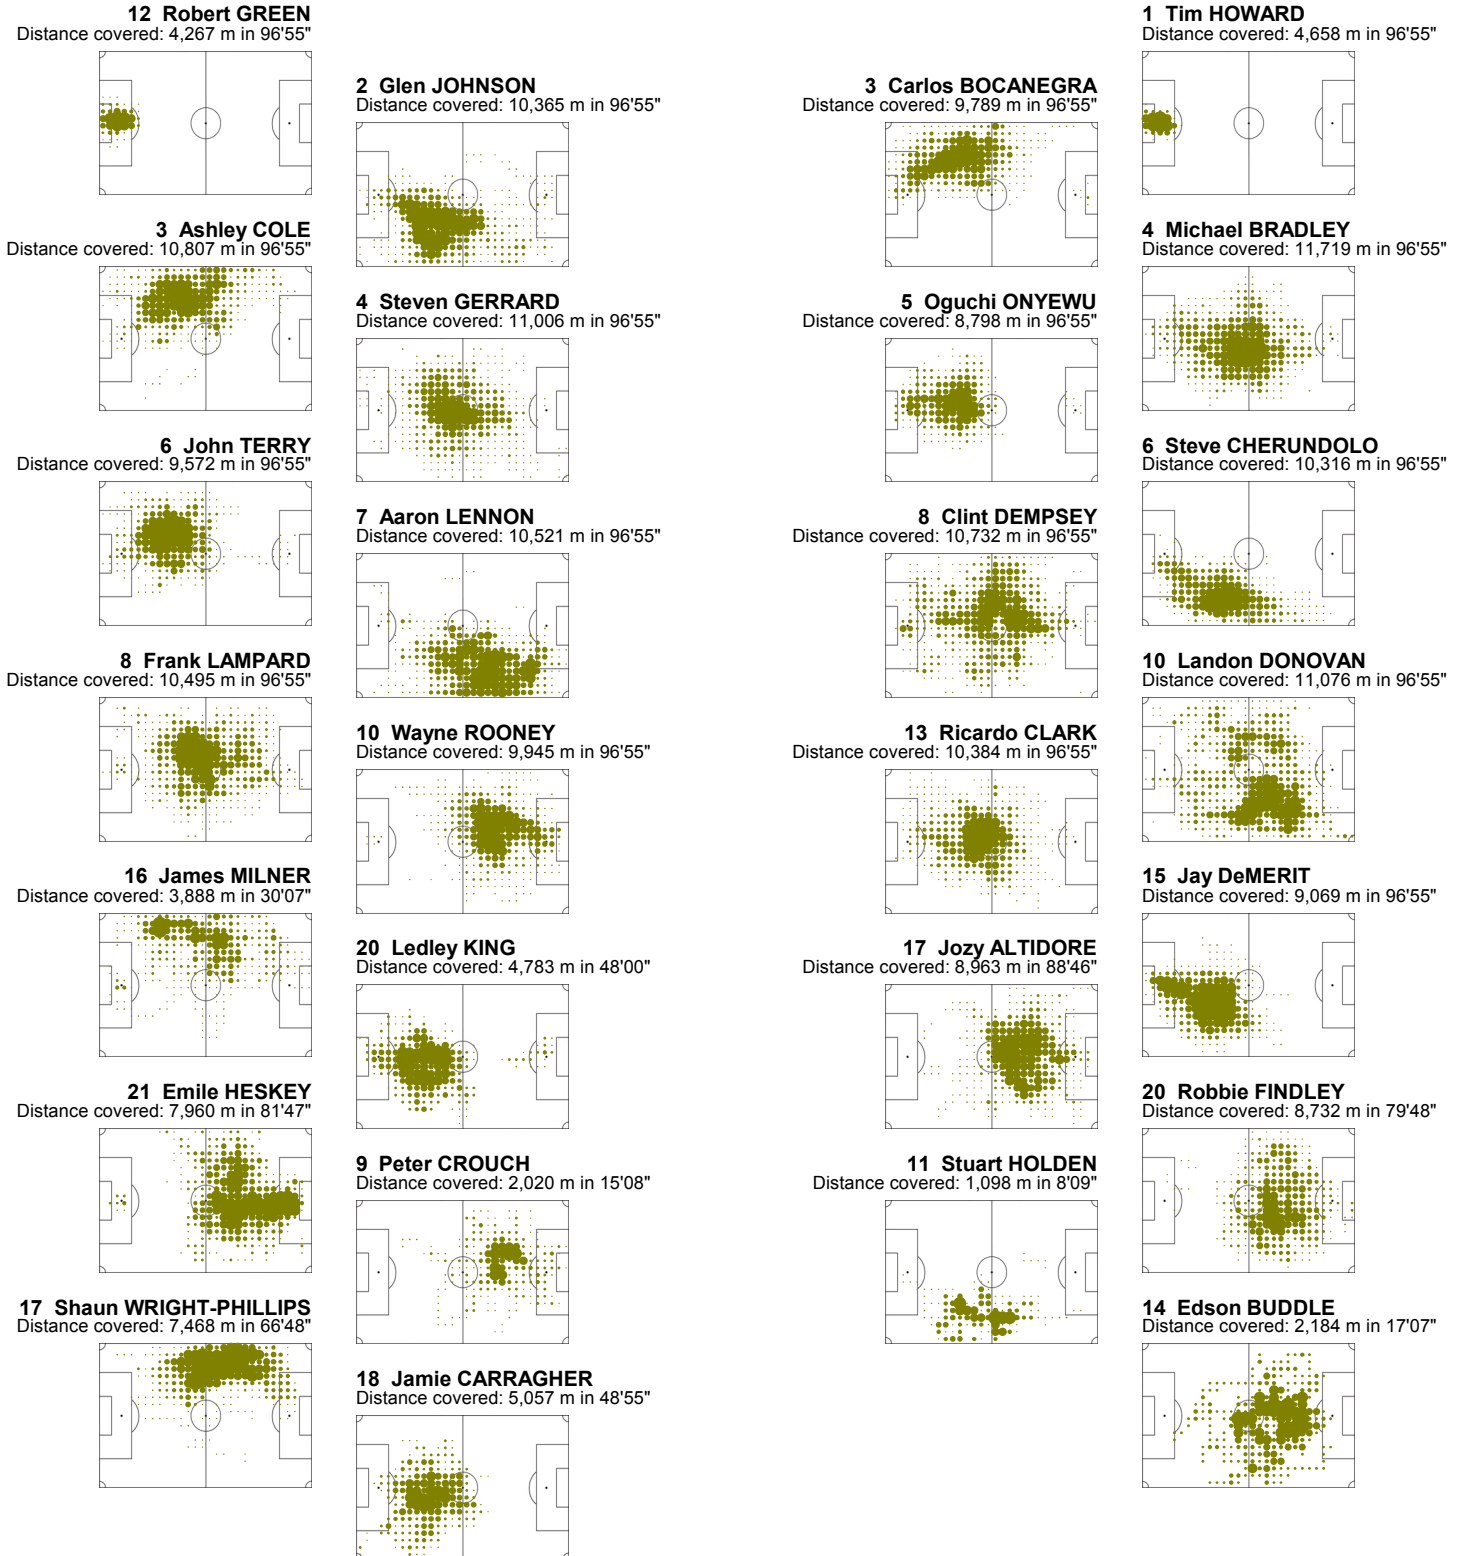 12 Robert GREEN
Distance covered: 4,267 m in 96'55"
1 Tim HOWARD
Distance covered: 4,658 m in 96'55"
2 Glen JOHNSON
Distance covered: 10,365 m in 96'55"
3 Carlos BOCANEGRA
Distance covered: 9,789 m in 96'55"
3 Ashley COLE
Distance covered: 10,807 m in 96'55"
4 Michael BRADLEY
Distance covered: 11,719 m in 96'55"
4 Steven GERRARD
Distance covered: 11,006 m in 96'55"
5 Oguchi ONYEWU
Distance covered: 8,798 m in 96'55"
6 John TERRY
Distance covered: 9,572 m in 96'55"
6 Steve CHERUNDOLO
Distance covered: 10,316 m in 96'55"
7 Aaron LENNON
Distance covered: 10,521 m in 96'55"
8 Clint DEMPSEY
Distance covered: 10,732 m in 96'55"
8 Frank LAMPARD
Distance covered: 10,495 m in 96'55"
10 Landon DONOVAN
Distance covered: 11,076 m in 96'55"
10 Wayne ROONEY
Distance covered: 9,945 m in 96'55"
13 Ricardo CLARK
Distance covered: 10,384 m in 96'55"
16 James MILNER
Distance covered: 3,888 m in 30'07"
15 Jay DeMERIT
Distance covered: 9,069 m in 96'55"
20 Ledley KING
Distance covered: 4,783 m in 48'00"
17 Jozy ALTIDORE
Distance covered: 8,963 m in 88'46"
21 Emile HESKEY
Distance covered: 7,960 m in 81'47"
20 Robbie FINDLEY
Distance covered: 8,732 m in 79'48"
9 Peter CROUCH
Distance covered: 2,020 m in 15'08"
11 Stuart HOLDEN
Distance covered: 1,098 m in 8'09"
17 Shaun WRIGHT-PHILLIPS
Distance covered: 7,468 m in 66'48"
14 Edson BUDDLE
Distance covered: 2,184 m in 17'07"
18 Jamie CARRAGHER
Distance covered: 5,057 m in 48'55"